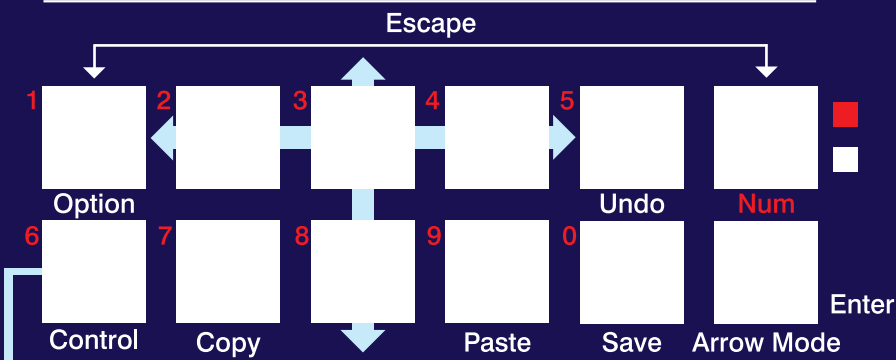 Escape
1 2 3 4 5
Option Undo Num
6 7 8 9 0
Enter
Control Copy Paste Save Arrow Mode